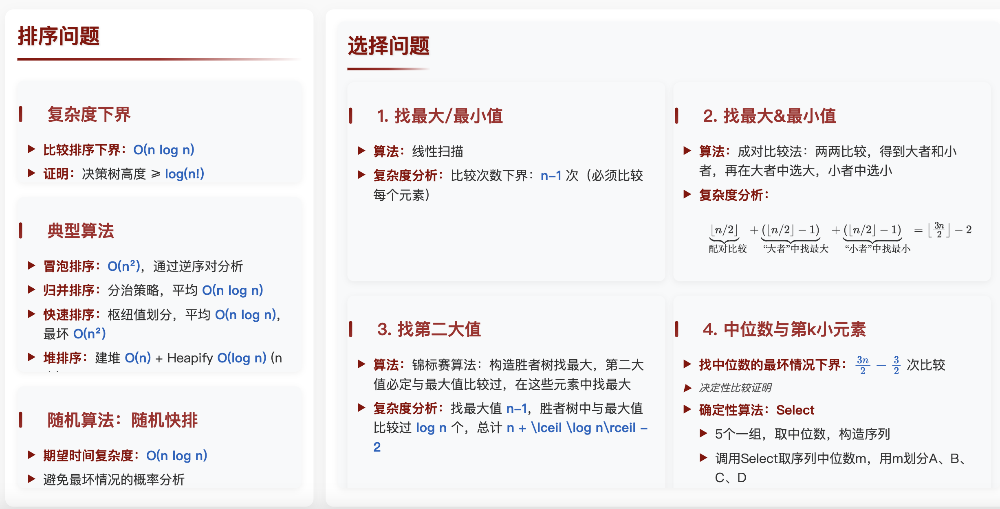 排序问题
复杂度下界
比较排序下界：O(n log n)
证明：决策树高度 ≥ log(n!)
典型算法
冒泡排序：O(n²)，通过逆序对分析
归并排序：分治策略，平均 O(n log n)
快速排序：枢纽值划分，平均 O(n log n)，
最坏 O(n²)
堆排序：建堆 O(n) + Heapify O(log n) (n
随机算法：随机快排
期望时间复杂度：O(n log n)
避免最坏情况的概率分析
选择问题
1. 找最大/最小值
算法：线性扫描
复杂度分析：比较次数下界：n–1 次（必须比较
每个元素）
2. 找最大&最小值
算法：成对比较法：两两比较，得到大者和小
者，再在大者中选大，小者中选小
复杂度分析：
⌊n/2⌋ + (⌊n/2⌋ − 1) + (⌊n/2⌋ − 1) = ⌊3n/2⌋ − 2
配对比较 “大者”中找最大 “小者”中找最小
3. 找第二大值
算法：锦标赛算法：构造胜者树找最大，第二大
值必定与最大值比较过，在这些元素中找最大
复杂度分析：找最大值 n–1，胜者树中与最大值
比较过 log n 个，总计 n + \lceil \log n\rceil –
2
4. 中位数与第k小元素
找中位数的最坏情况下界：3n/2 − 3/2 次比较
决定性比较证明
确定性算法：Select
5个一组，取中位数，构造序列
调用Select取序列中位数m，用m划分A、B、
C、D